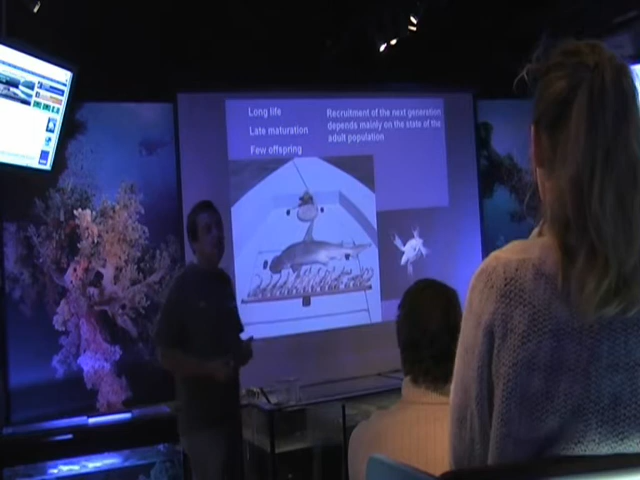 Long life
Late maturation
Few offspring
Recruitment of the next generation
depends mainly on the state of the
adult population